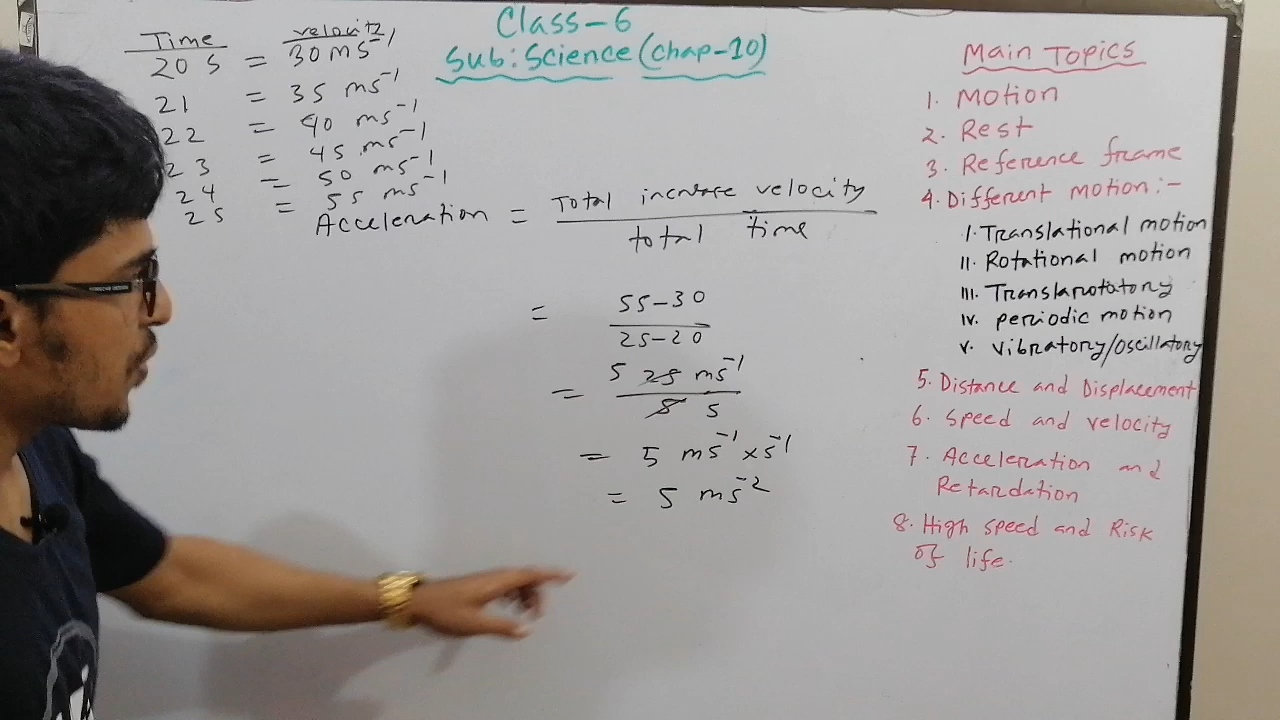 Class-6
Sub: Science (chap-10)
Time velocity
20 s = 30 ms⁻¹
21 = 35 ms⁻¹
22 = 40 ms⁻¹
23 = 45 ms⁻¹
24 = 50 ms⁻¹
25 = 55 ms⁻¹
Acceleration = Total increase velocity
total time
= 55-30
25-20
= 5 25 ms⁻¹
5 5
= 5 ms⁻¹ × s⁻¹
= 5 ms⁻²
Main Topics
1. Motion
2. Rest
3. Reference frame
4. Different motion:-
I. Translational motion
II. Rotational motion
III. Translarotatory
IV. periodic motion
V. vibratory/oscillatory
5. Distance and Displacement
6. Speed and velocity
7. Acceleration and
Retardation
8. High speed and Risk
of life.